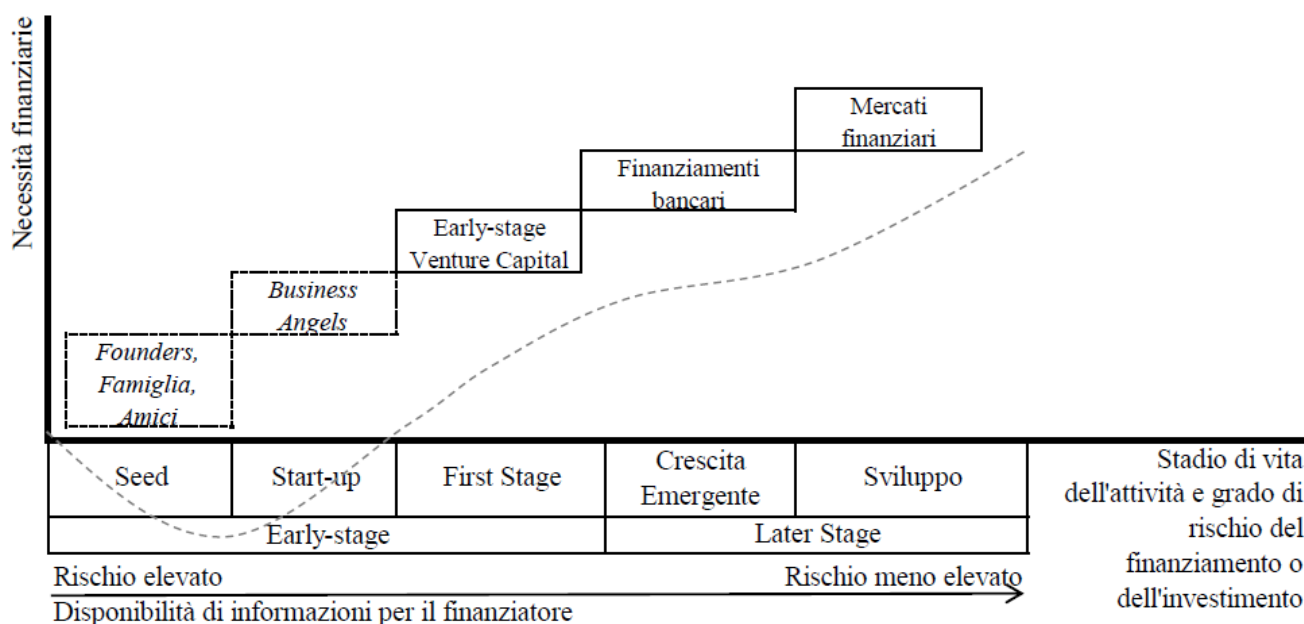 Necessità finanziarie
Mercati
finanziari
Finanziamenti
bancari
Early-stage
Venture Capital
Business
Angels
Founders,
Famiglia,
Amici
Seed
Start-up
First Stage
Crescita
Emergente
Sviluppo
Early-stage
Later Stage
Rischio elevato
Rischio meno elevato
Disponibilità di informazioni per il finanziatore
Stadio di vita
dell'attività e grado di
rischio del
finanziamento o
dell'investimento